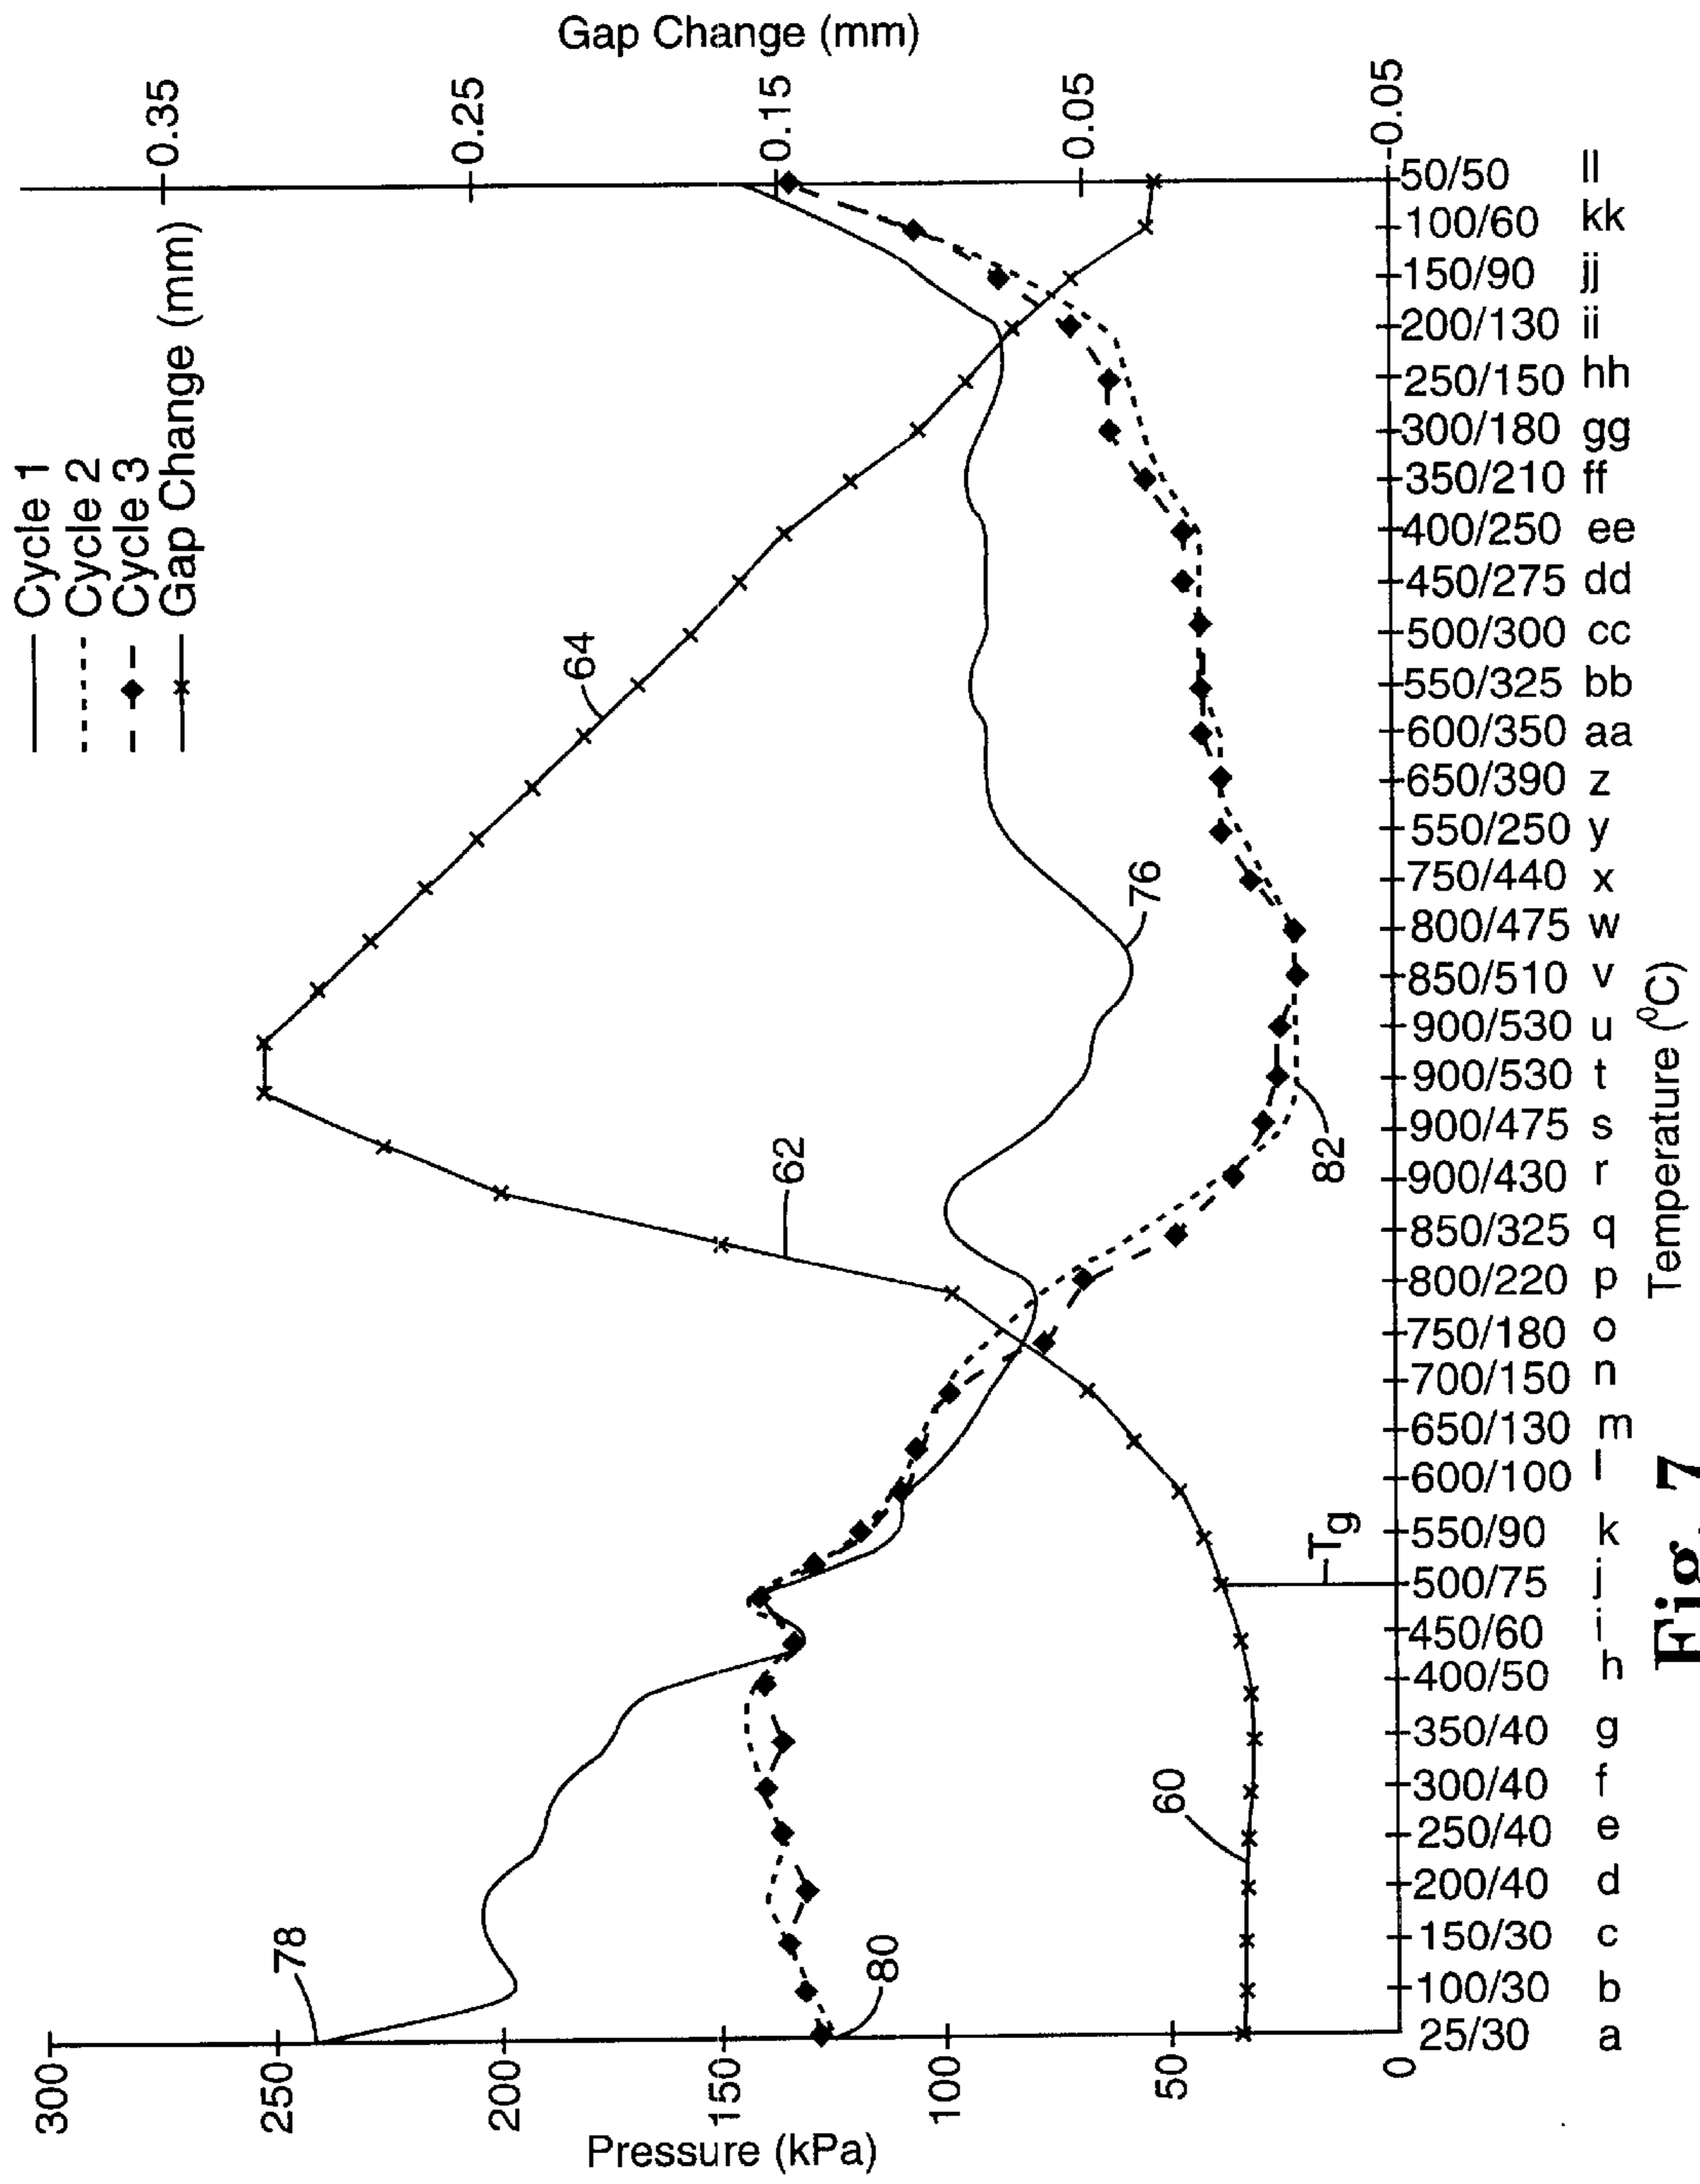 Cycle 1
Cycle 2
Cycle 3
Gap Change (mm)
Pressure (kPa)
300
250
200
150
100
50
0
Gap Change (mm)
0.35
0.25
0.15
0.05
-0.05
78
80
60
62
64
76
82
Tg
25/30 a
100/30 b
150/30 c
200/40 d
250/40 e
300/40 f
350/40 g
400/50 h
450/60 i
500/75 j
550/90 k
600/100 l
650/130 m
700/150 n
750/180 o
800/220 p
850/325 q
900/430 r
900/475 s
900/530 t
900/530 u
850/510 v
800/475 w
750/440 x
550/250 y
650/390 z
600/350 aa
550/325 bb
500/300 cc
450/275 dd
400/250 ee
350/210 ff
300/180 gg
250/150 hh
200/130 ii
150/90 jj
100/60 kk
50/50 ll
Temperature (⁰C)
Fig. 7